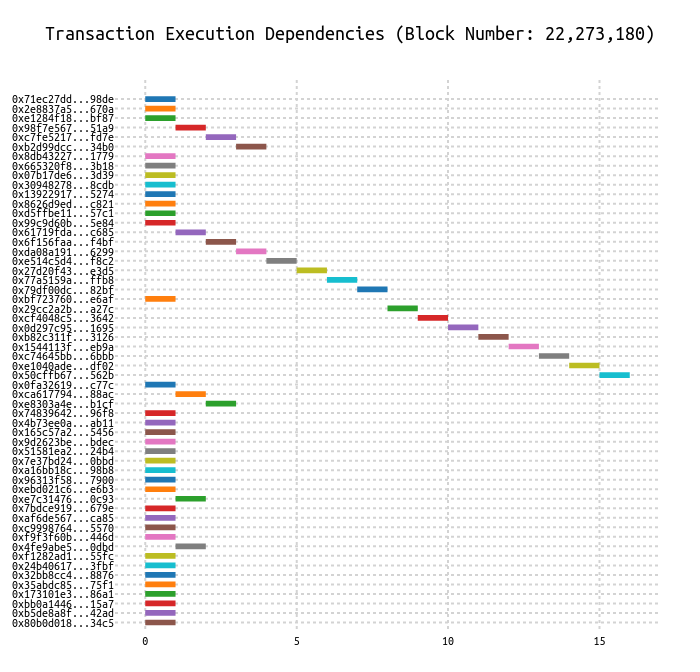 Transaction Execution Dependencies (Block Number: 22,273,180)
0x71ec27dd...98de
0x2e8837a5...670a
0xe1284f18...bf87
0x98f7e567...51a9
0xc7fe5217...fd7e
0xb2d99dcc...34b0
0x8db43227...1779
0x665320f8...3b18
0x07b17de6...3d39
0x30948278...8cdb
0x13922917...5274
0x8626d9ed...c821
0xd5ffbe11...57c1
0x99c9d60b...5e84
0x61719fda...c685
0x6f156faa...f4bf
0xda08a191...6299
0xe514c5d4...f8c2
0x27d20f43...e3d5
0x77a5159a...ffb8
0x79df00dc...82bf
0xbf723760...e6af
0x29cc2a2b...a27c
0xcf4048c5...3642
0x0d297c95...1695
0xb82c311f...3126
0x1544113f...eb9a
0xc74645bb...6bbb
0xe1040ade...df02
0x50cffb67...562b
0x0fa32619...c77c
0xca617794...88ac
0xe8303a4e...b1cf
0x74839642...96f8
0x4b73ee0a...ab11
0x165c57a2...5456
0x9d2623be...bdec
0x51581ea2...24b4
0x7e37bd24...0bbd
0xa16bb18c...98b8
0x96313f58...7900
0xebd021c6...e6b3
0xe7c31476...0c93
0x7bdce919...679e
0xaf6de567...ca85
0xc9998764...5570
0xf9f3f60b...446d
0x4fe9abe5...0dbd
0xf1282ad1...55fc
0x24b40617...3fbf
0x32bb8cc4...8876
0x35abdc85...75f1
0x173101e3...86a1
0xbb0a1446...15a7
0xb5de8a8f...42ad
0x80b0d018...34c5
0 5 10 15